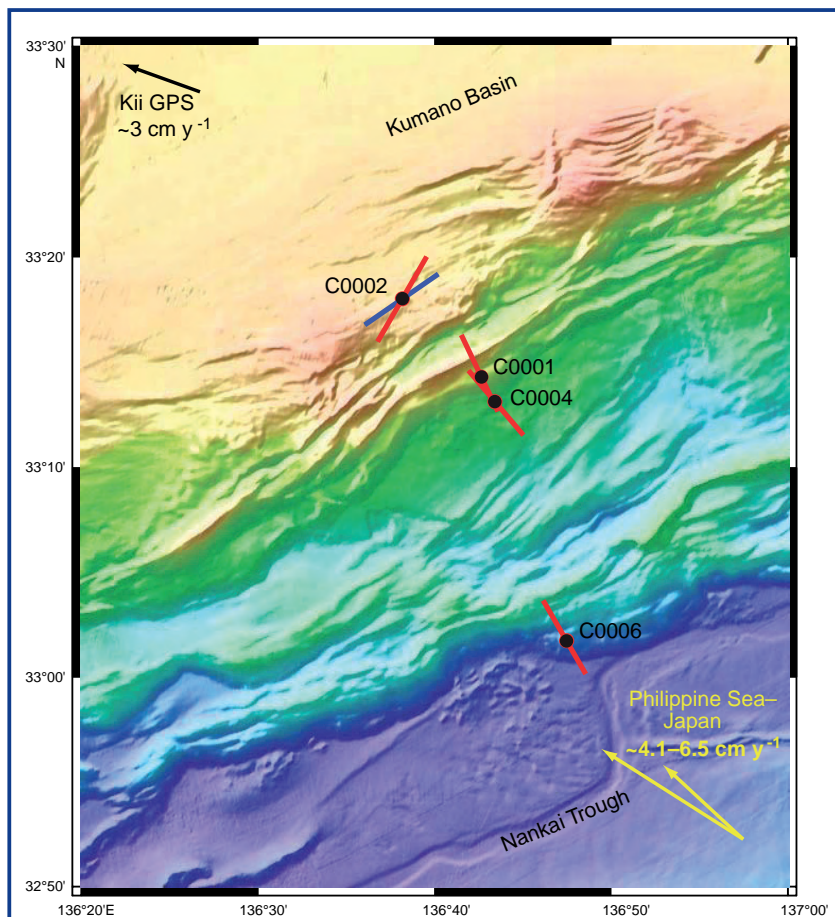 33°30'
N
Kii GPS
~3 cm y -1
Kumano Basin
33°20'
C0002
C0001
C0004
33°10'
C0006
33°00'
Philippine Sea–
Japan
~4.1–6.5 cm y -1
Nankai Trough
32°50'
136°20'E
136°30'
136°40'
136°50'
137°00'